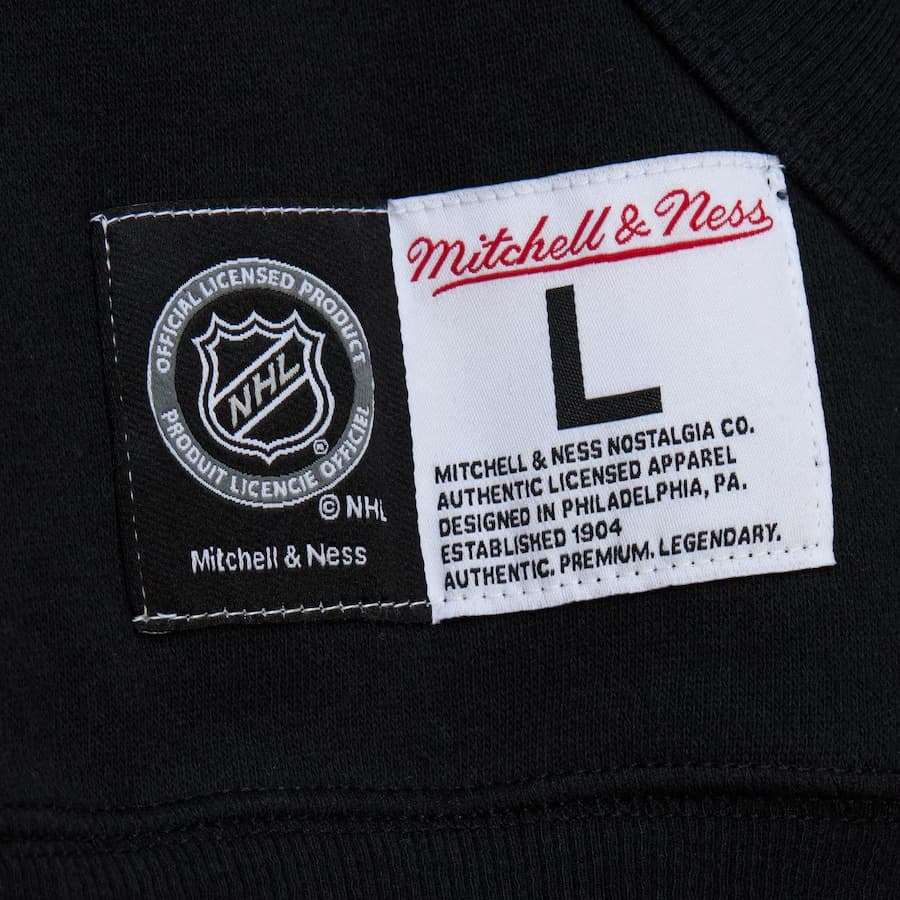 OFFICIAL LICENSED PRODUCT
NHL
®
PRODUIT LICENCIE OFFICIEL
© NHL
Mitchell & Ness
Mitchell & Ness
L
MITCHELL & NESS NOSTALGIA CO.
AUTHENTIC LICENSED APPAREL
DESIGNED IN PHILADELPHIA, PA.
ESTABLISHED 1904
AUTHENTIC. PREMIUM. LEGENDARY.